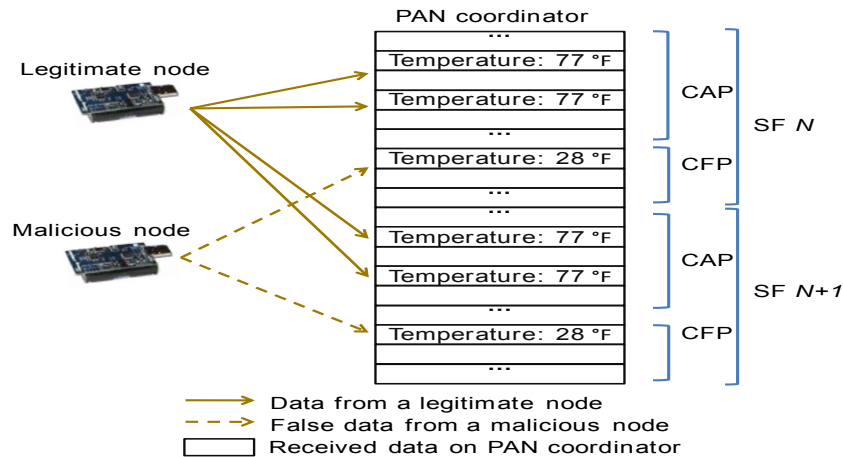 PAN coordinator
...
Legitimate node
Temperature: 77 °F
CAP
Temperature: 77 °F
SF N
...
Temperature: 28 °F
CFP
...
...
Malicious node
Temperature: 77 °F
CAP
Temperature: 77 °F
SF N+1
...
Temperature: 28 °F
CFP
...
Data from a legitimate node
False data from a malicious node
Received data on PAN coordinator